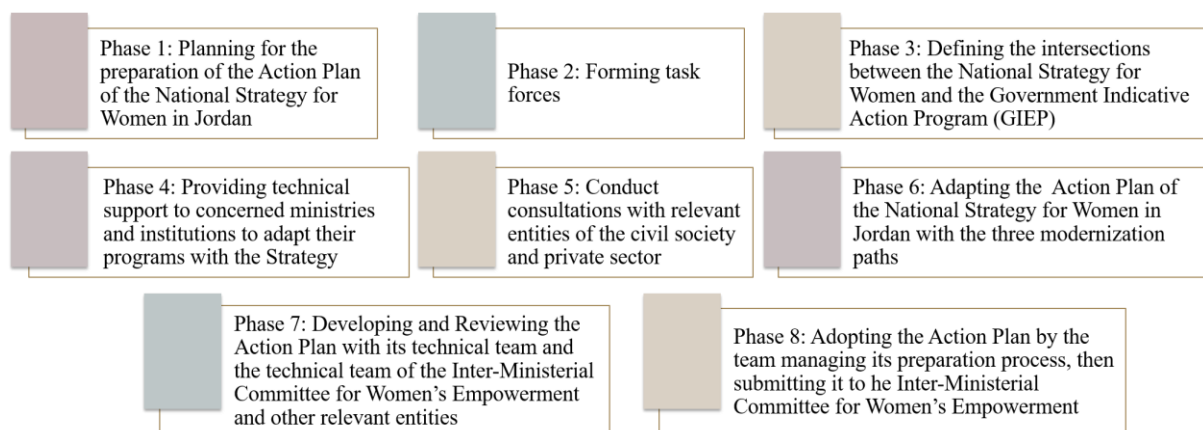 Phase 1: Planning for the
preparation of the Action Plan
of the National Strategy for
Women in Jordan
Phase 2: Forming task
forces
Phase 3: Defining the intersections
between the National Strategy for
Women and the Government Indicative
Action Program (GIEP)
Phase 4: Providing technical
support to concerned ministries
and institutions to adapt their
programs with the Strategy
Phase 5: Conduct
consultations with relevant
entities of the civil society
and private sector
Phase 6: Adapting the Action Plan of
the National Strategy for Women in
Jordan with the three modernization
paths
Phase 7: Developing and Reviewing the
Action Plan with its technical team and
the technical team of the Inter-Ministerial
Committee for Women's Empowerment
and other relevant entities
Phase 8: Adopting the Action Plan by the
team managing its preparation process, then
submitting it to he Inter-Ministerial
Committee for Women's Empowerment